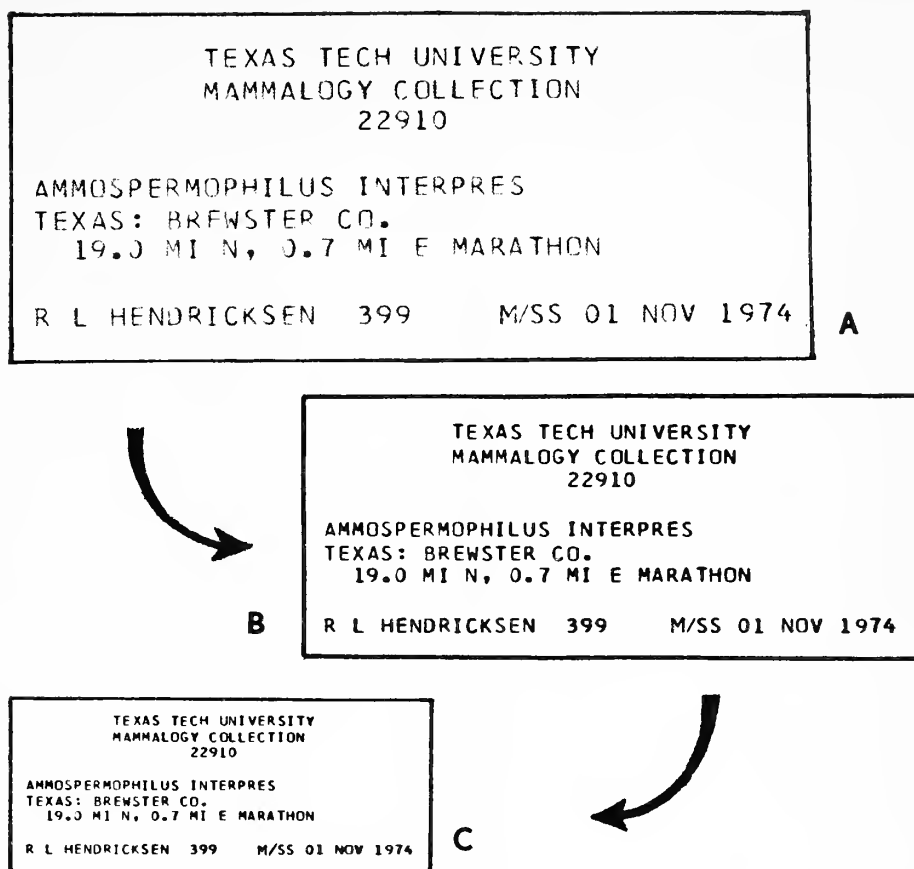 TEXAS TECH UNIVERSITY
MAMMALOGY COLLECTION
22910
AMMOSPERMOPHILUS INTERPRES
TEXAS: BREWSTER CO.
19.0 MI N, 0.7 MI E MARATHON
R L HENDRICKSEN 399 M/SS 01 NOV 1974
A
TEXAS TECH UNIVERSITY
MAMMALOGY COLLECTION
22910
AMMOSPERMOPHILUS INTERPRES
TEXAS: BREWSTER CO.
19.0 MI N, 0.7 MI E MARATHON
B
R L HENDRICKSEN 399 M/SS 01 NOV 1974
TEXAS TECH UNIVERSITY
MAMMALOGY COLLECTION
22910
AMMOSPERMOPHILUS INTERPRES
TEXAS: BREWSTER CO.
19.0 MI N, 0.7 MI E MARATHON
R L HENDRICKSEN 399 M/SS 01 NOV 1974
C